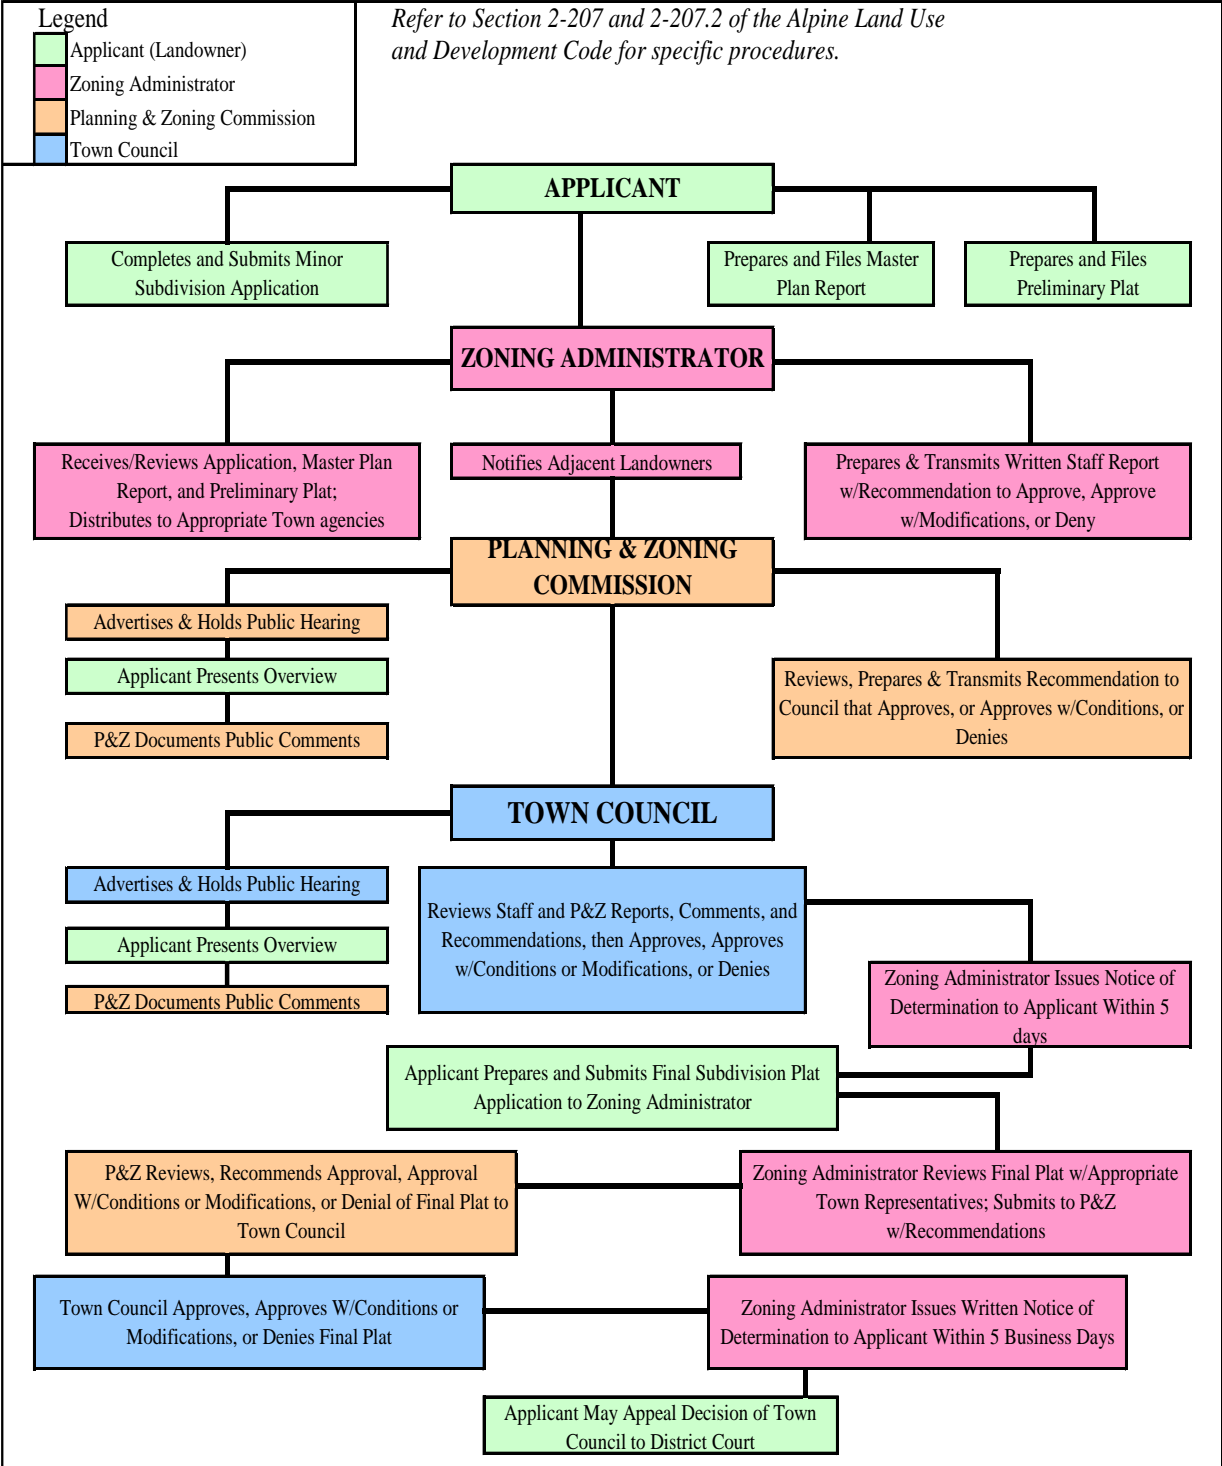 Legend
Applicant (Landowner)
Zoning Administrator
Planning & Zoning Commission
Town Council
Refer to Section 2-207 and 2-207.2 of the Alpine Land Use
and Development Code for specific procedures.
APPLICANT
Completes and Submits Minor
Subdivision Application
Prepares and Files Master
Plan Report
Prepares and Files
Preliminary Plat
ZONING ADMINISTRATOR
Receives/Reviews Application, Master Plan
Report, and Preliminary Plat;
Distributes to Appropriate Town agencies
Notifies Adjacent Landowners
Prepares & Transmits Written Staff Report
w/Recommendation to Approve, Approve
w/Modifications, or Deny
PLANNING & ZONING
COMMISSION
Advertises & Holds Public Hearing
Applicant Presents Overview
P&Z Documents Public Comments
Reviews, Prepares & Transmits Recommendation to
Council that Approves, or Approves w/Conditions, or
Denies
TOWN COUNCIL
Advertises & Holds Public Hearing
Applicant Presents Overview
P&Z Documents Public Comments
Reviews Staff and P&Z Reports, Comments, and
Recommendations, then Approves, Approves
w/Conditions or Modifications, or Denies
Zoning Administrator Issues Notice of
Determination to Applicant Within 5
days
Applicant Prepares and Submits Final Subdivision Plat
Application to Zoning Administrator
Zoning Administrator Reviews Final Plat w/Appropriate
Town Representatives; Submits to P&Z
w/Recommendations
P&Z Reviews, Recommends Approval, Approval
W/Conditions or Modifications, or Denial of Final Plat to
Town Council
Town Council Approves, Approves W/Conditions or
Modifications, or Denies Final Plat
Zoning Administrator Issues Written Notice of
Determination to Applicant Within 5 Business Days
Applicant May Appeal Decision of Town
Council to District Court